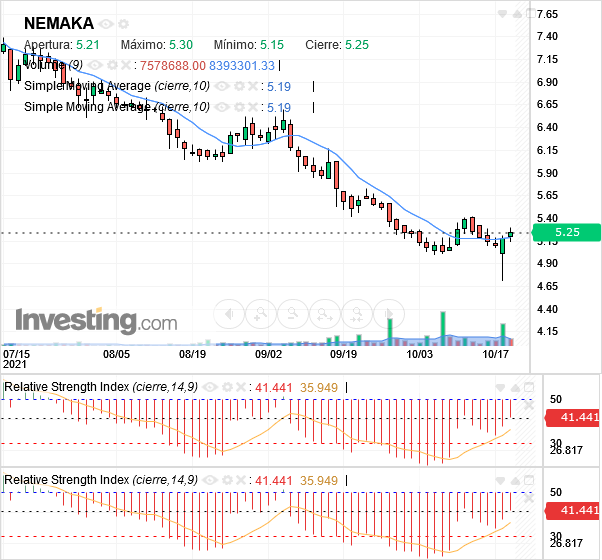 NEMAKA
Apertura: 5.21 Máximo: 5.30 Mínimo: 5.15 Cierre: 5.25
Volume (9) : 7578688.00 8393301.33
Simple Moving Average (cierre,10) : 5.19
Simple Moving Average (cierre,10) : 5.19
7.65
7.40
7.15
6.90
6.65
6.40
6.15
5.90
5.65
5.40
5.25
5.15
4.90
4.65
4.40
4.15
Investing.com
07/15 08/05 08/19 09/02 09/19 10/03 10/17
2021
Relative Strength Index (cierre,14,9) : 41.441 35.949
50
41.441
30
26.817
Relative Strength Index (cierre,14,9) : 41.441 35.949
50
41.441
30
26.817